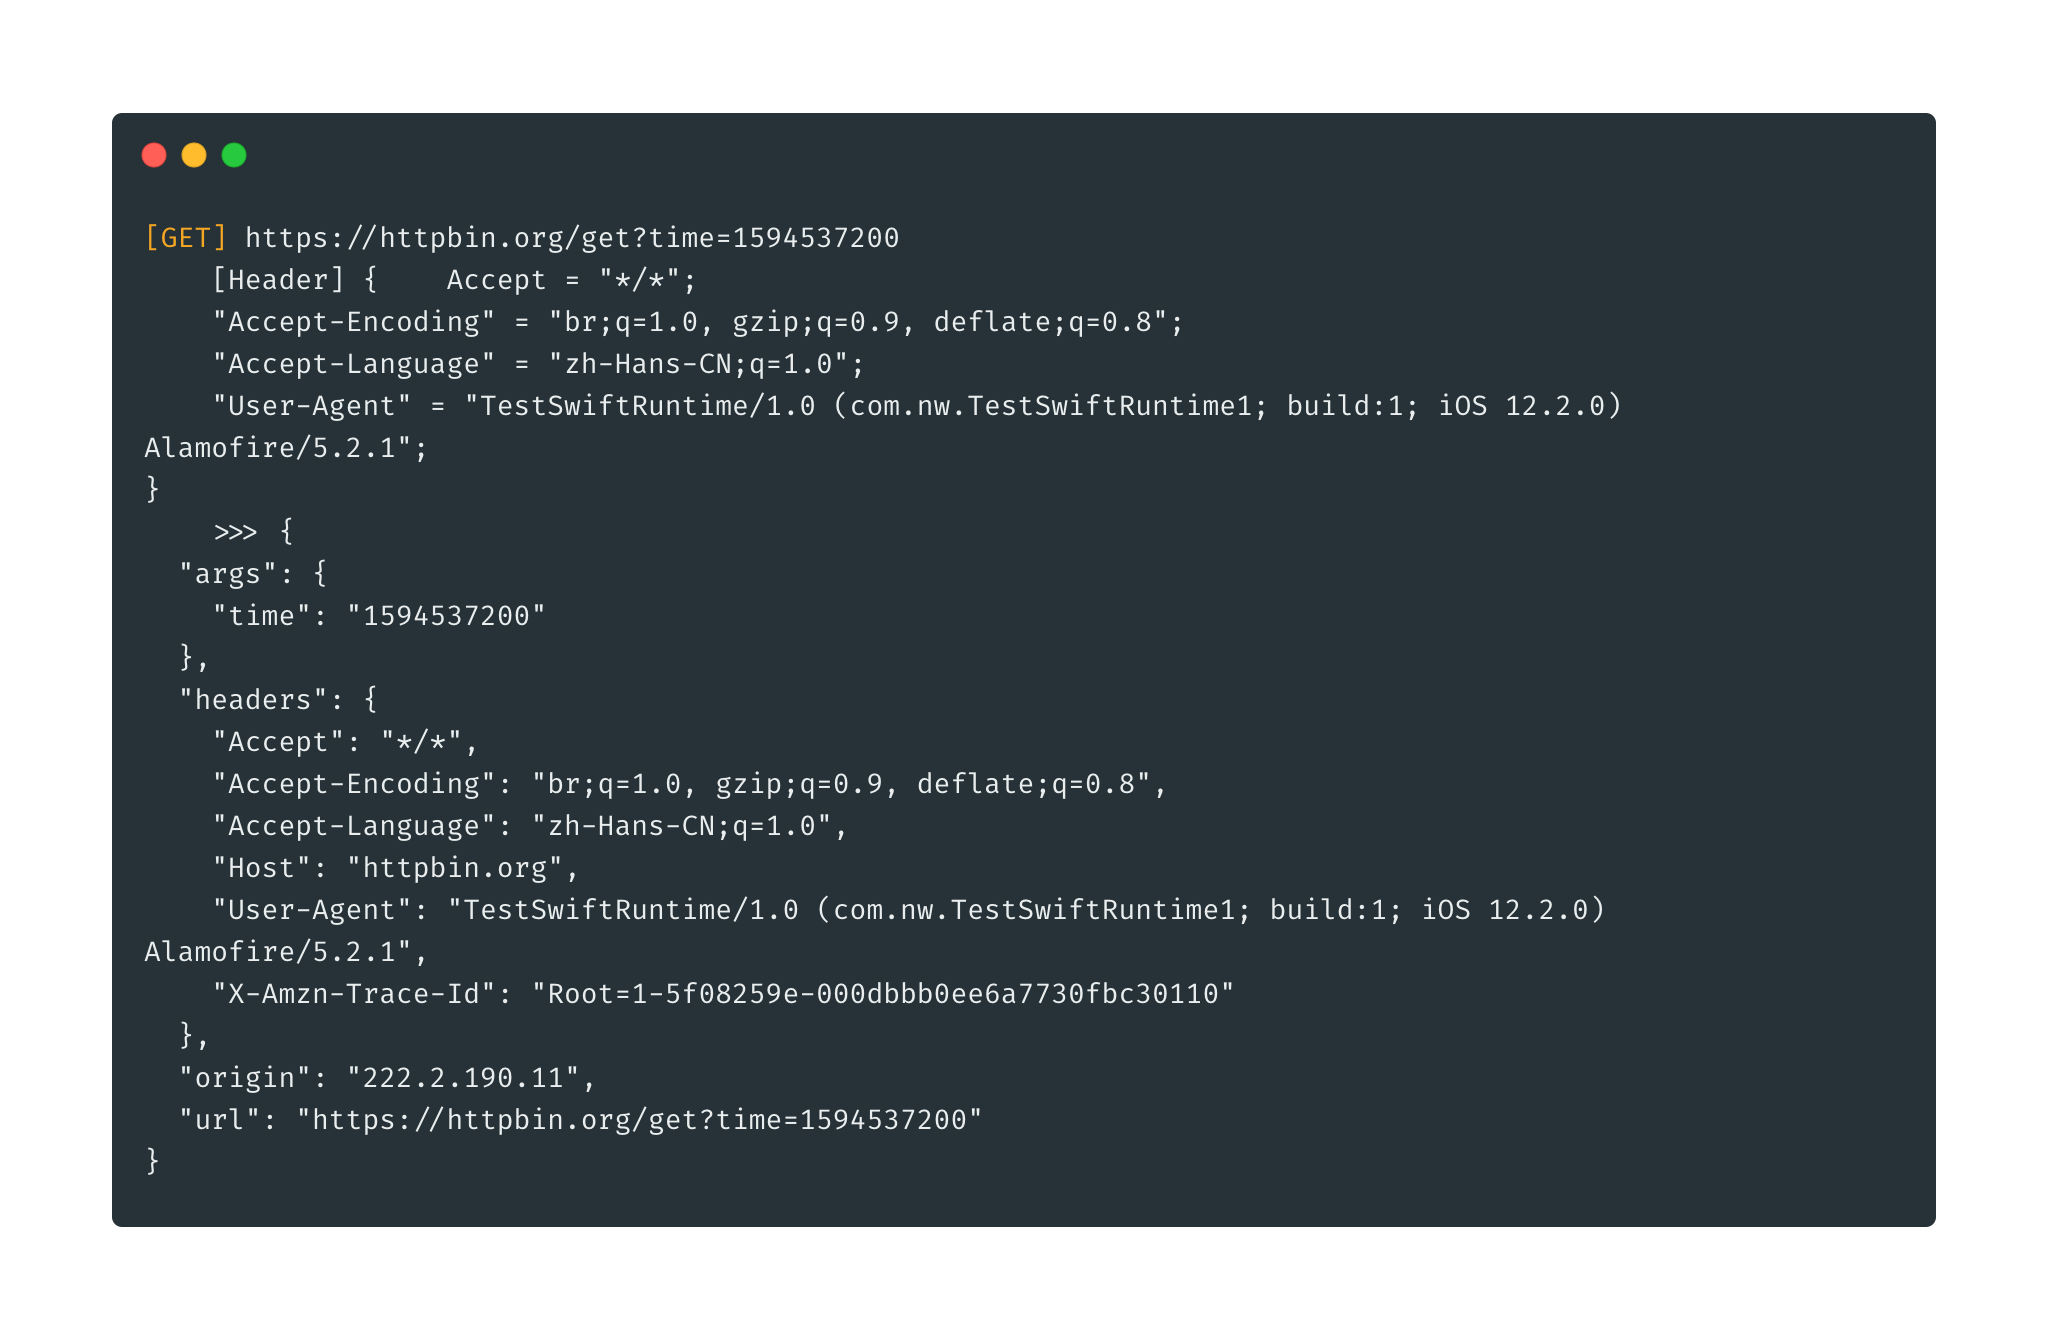 [GET] https://httpbin.org/get?time=1594537200
    [Header] {    Accept = "*/*";
    "Accept-Encoding" = "br;q=1.0, gzip;q=0.9, deflate;q=0.8";
    "Accept-Language" = "zh-Hans-CN;q=1.0";
    "User-Agent" = "TestSwiftRuntime/1.0 (com.nw.TestSwiftRuntime1; build:1; iOS 12.2.0)
Alamofire/5.2.1";
}
    >>> {
  "args": {
    "time": "1594537200"
  },
  "headers": {
    "Accept": "*/*",
    "Accept-Encoding": "br;q=1.0, gzip;q=0.9, deflate;q=0.8",
    "Accept-Language": "zh-Hans-CN;q=1.0",
    "Host": "httpbin.org",
    "User-Agent": "TestSwiftRuntime/1.0 (com.nw.TestSwiftRuntime1; build:1; iOS 12.2.0)
Alamofire/5.2.1",
    "X-Amzn-Trace-Id": "Root=1-5f08259e-000dbbb0ee6a7730fbc30110"
  },
  "origin": "222.2.190.11",
  "url": "https://httpbin.org/get?time=1594537200"
}